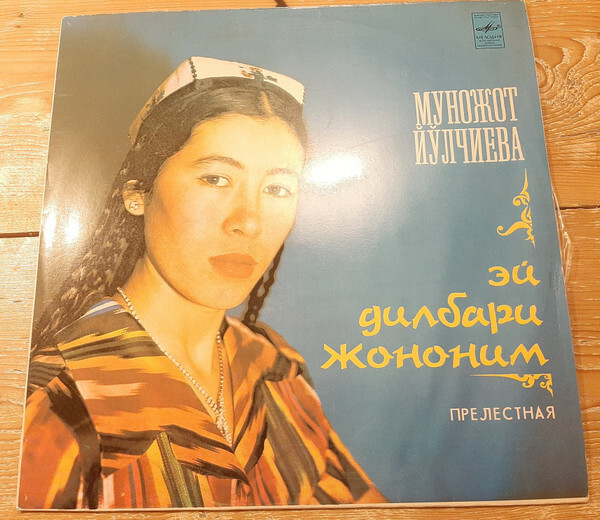 МУНОЖОТ
ЙЎЛЧИЕВА
эй
дилбари
жононим
ПРЕЛЕСТНАЯ